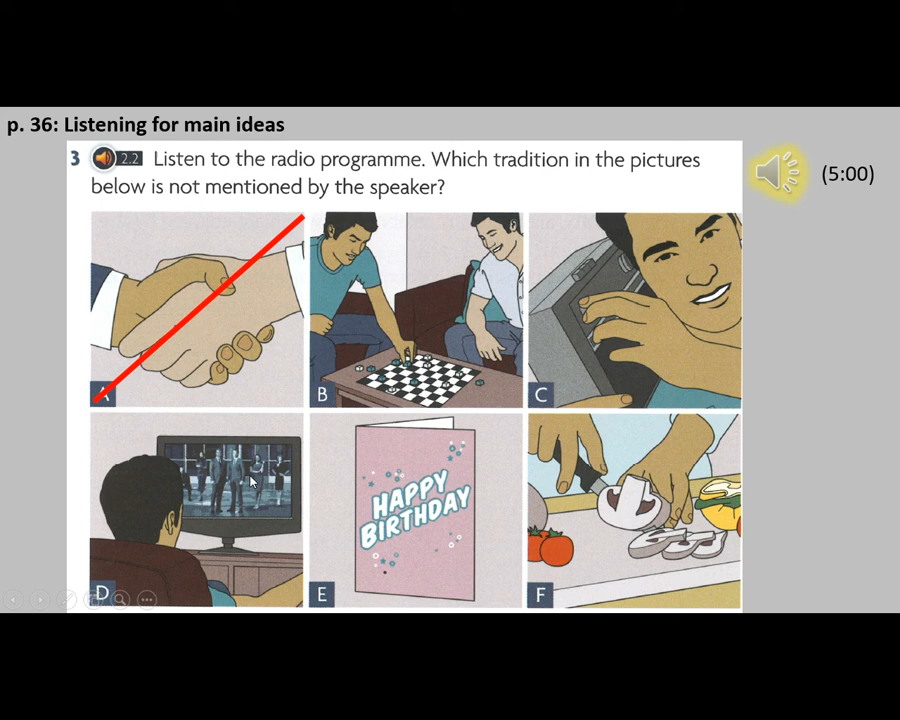 p. 36: Listening for main ideas
3 2.2 Listen to the radio programme. Which tradition in the pictures
below is not mentioned by the speaker?
(5:00)
A
B
C
D
HAPPY
BIRTHDAY
E
F